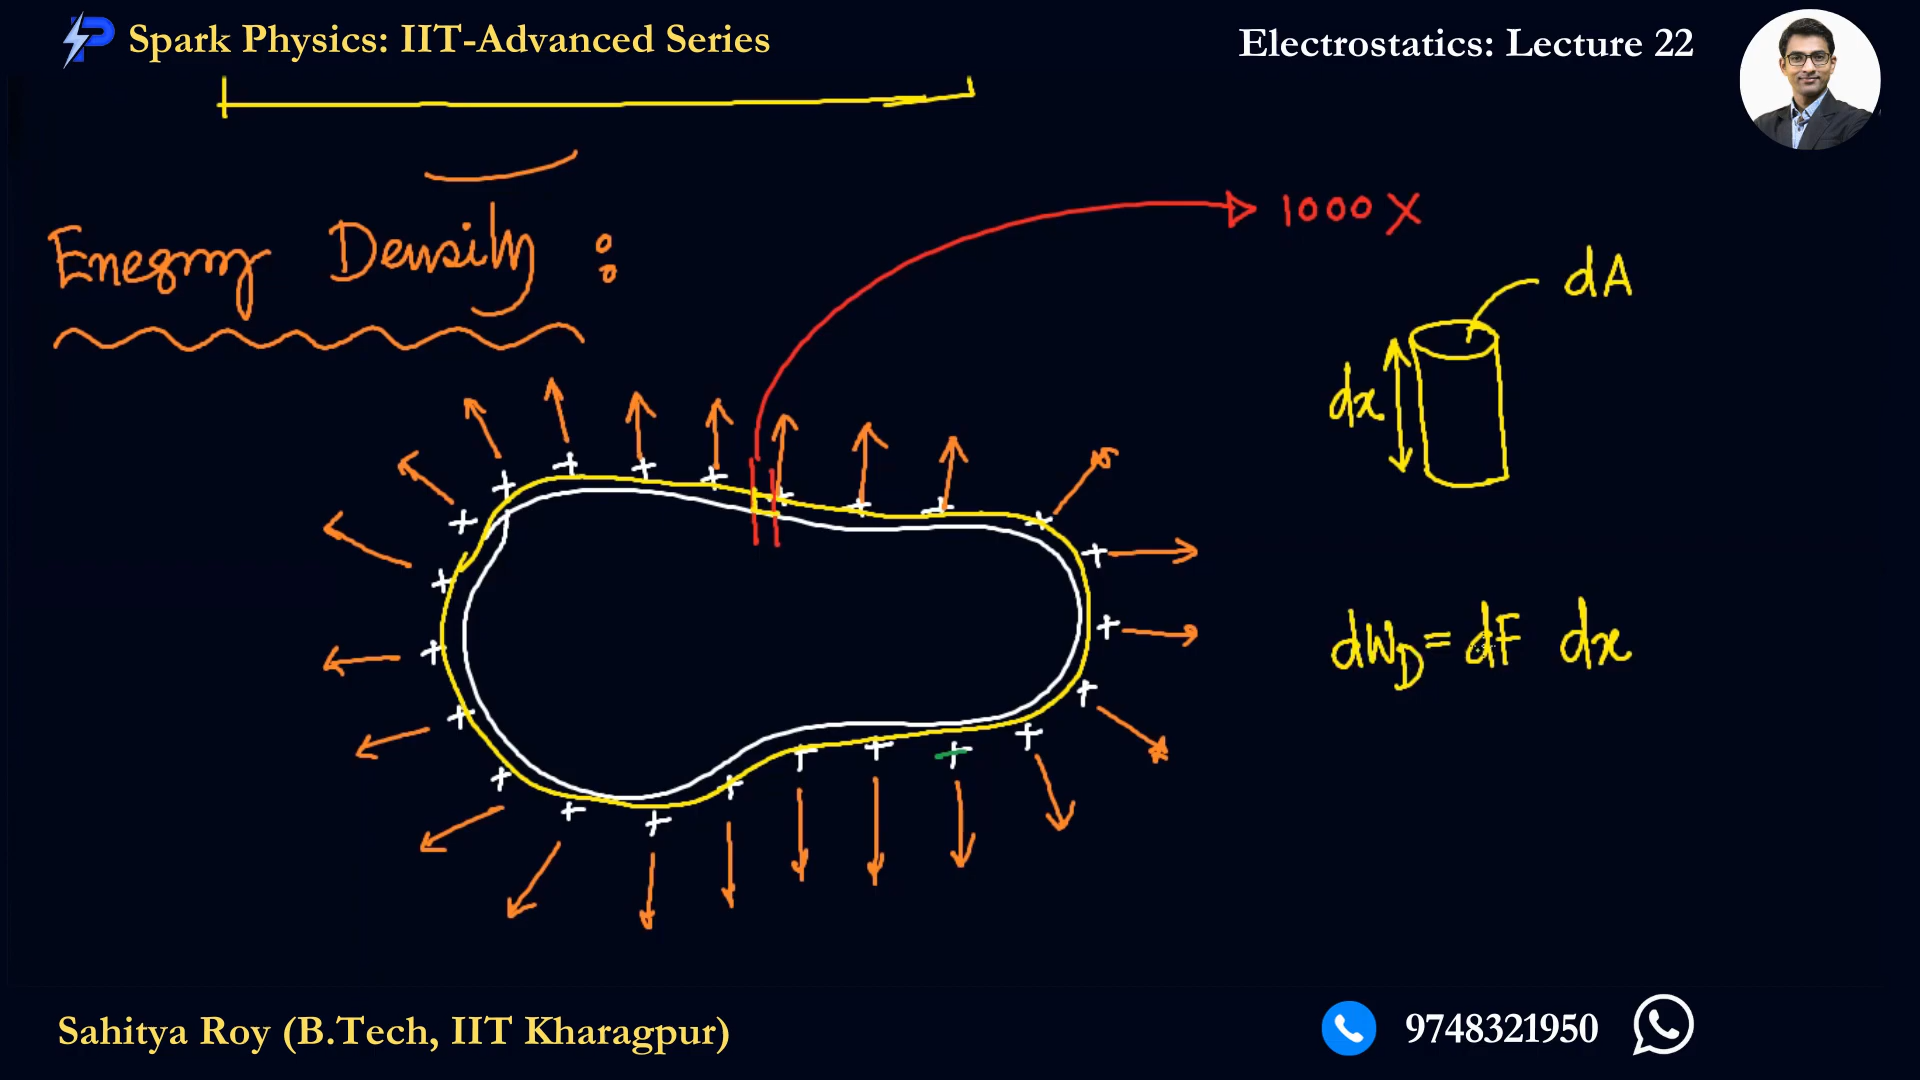 Spark Physics: IIT-Advanced Series
Electrostatics: Lecture 22
Energy Density :
1000 X
dA
dx
dW_D = dF dx
+ + + + + + + + + + + + + + + + + + + + + + + +
Sahitya Roy (B.Tech, IIT Kharagpur)
9748321950